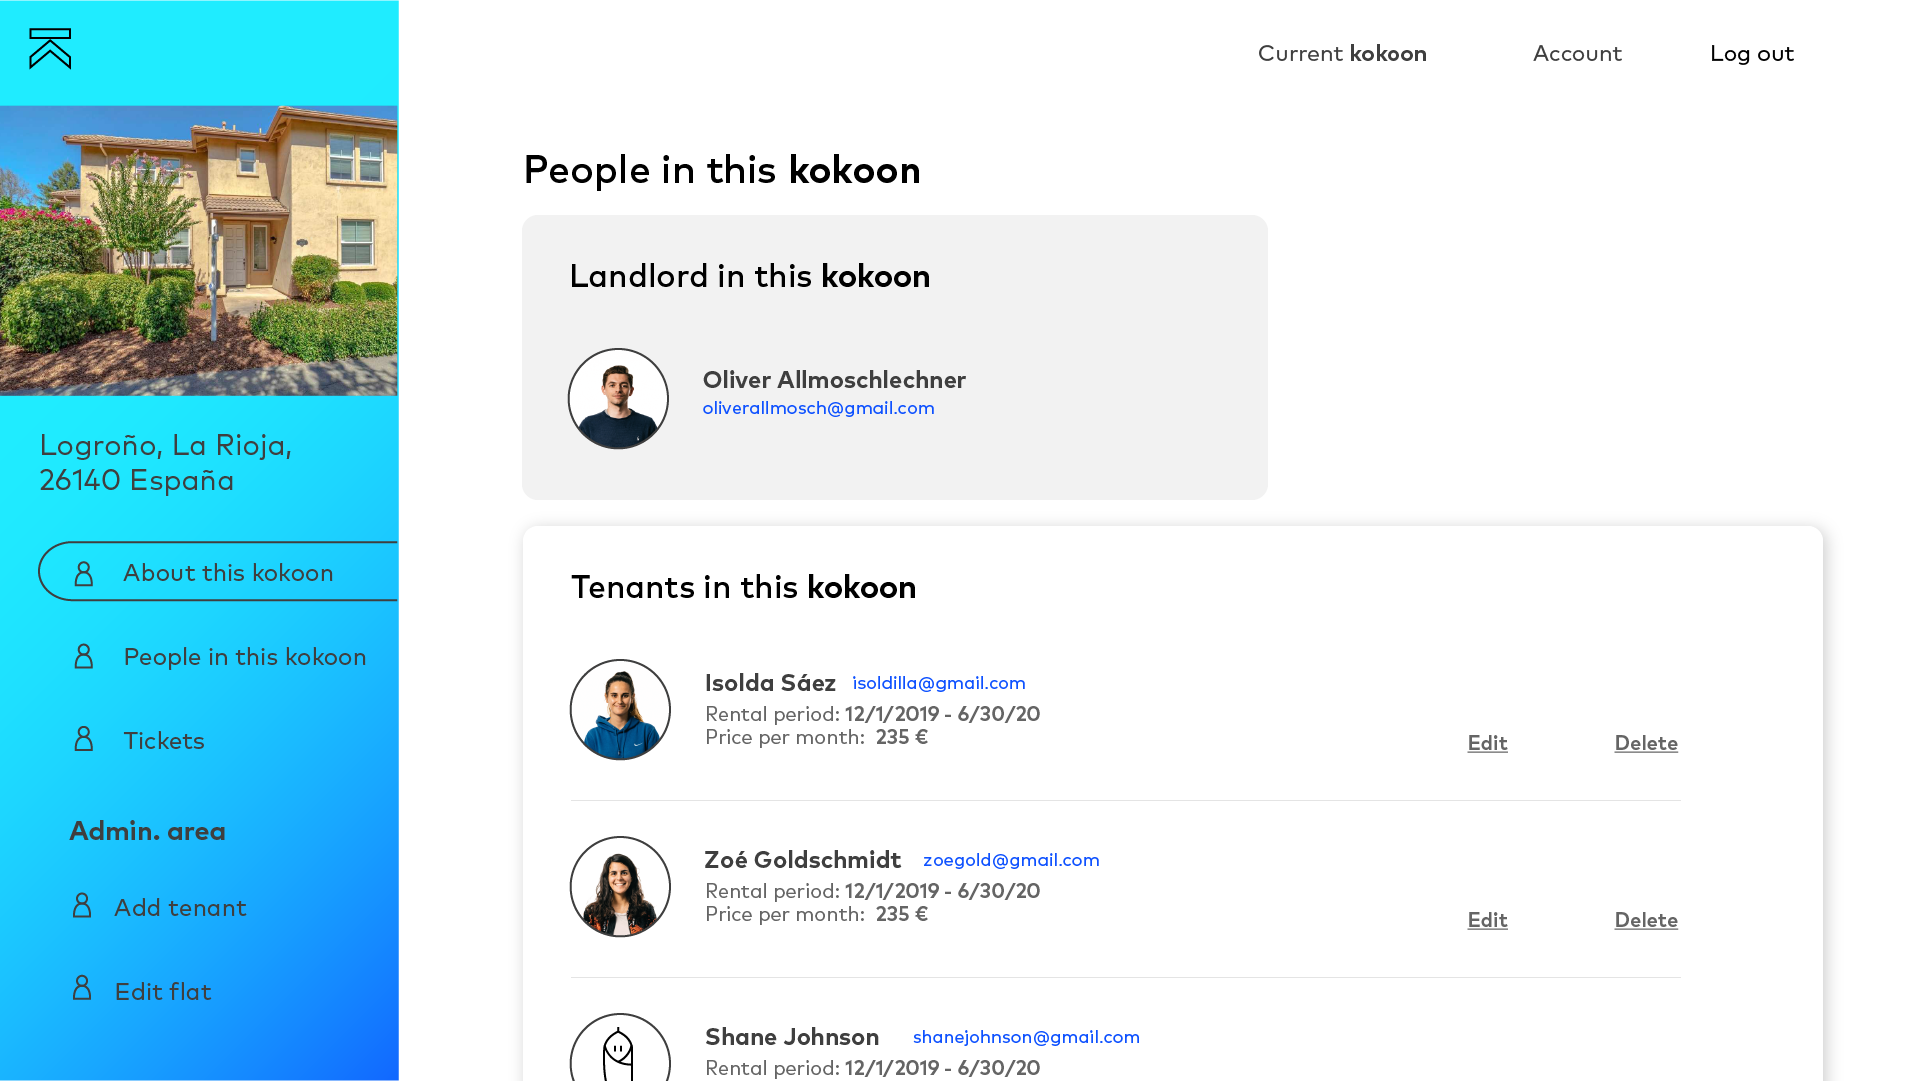 Current kokoon
Account
Log out
Logroño, La Rioja,
26140 España
About this kokoon
People in this kokoon
Tickets
Admin. area
Add tenant
Edit flat
People in this kokoon
Landlord in this kokoon
Oliver Allmoschlechner
oliverallmosch@gmail.com
Tenants in this kokoon
Isolda Sáez isoldilla@gmail.com
Rental period: 12/1/2019 - 6/30/20
Price per month: 235 €
Edit Delete
Zoé Goldschmidt zoegold@gmail.com
Rental period: 12/1/2019 - 6/30/20
Price per month: 235 €
Edit Delete
Shane Johnson shanejohnson@gmail.com
Rental period: 12/1/2019 - 6/30/20